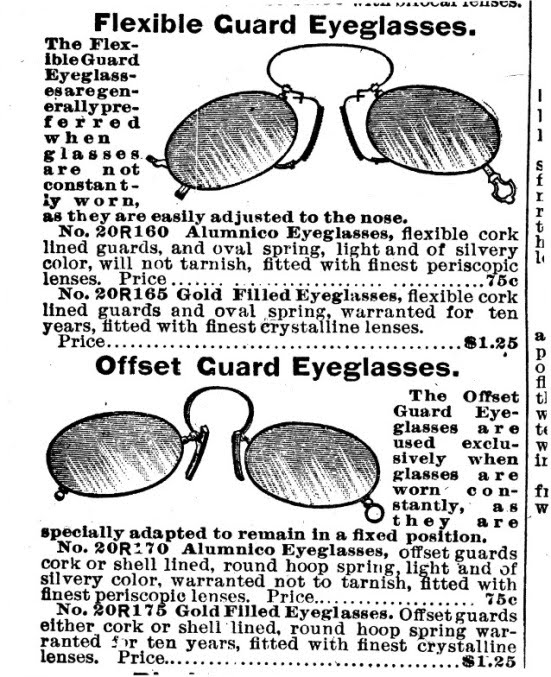 with bifocal lenses.
Flexible Guard Eyeglasses.
The Flex-
ible Guard
Eyeglass-
es are gen-
erally pre-
ferred
when
glasses
are not
constant-
ly worn,
as they are easily adjusted to the nose.
No. 20R160 Alumnico Eyeglasses, flexible cork
lined guards, and oval spring, light and of silvery
color, will not tarnish, fitted with finest periscopic
lenses. Price....................................75c
No. 20R165 Gold Filled Eyeglasses, flexible cork
lined guards and oval spring, warranted for ten
years, fitted with finest crystalline lenses.
Price..........................................$1.25
Offset Guard Eyeglasses.
The Offset
Guard Eye-
glasses are
used exclu-
sively when
glasses are
worn con-
stantly, as
they are
specially adapted to remain in a fixed position.
No. 20R170 Alumnico Eyeglasses, offset guards
cork or shell lined, round hoop spring, light and of
silvery color, warranted not to tarnish, fitted with
finest periscopic lenses. Price.................... 75c
No. 20R175 Gold Filled Eyeglasses. Offset guards
either cork or shell lined, round hoop spring war-
ranted for ten years, fitted with finest crystalline
lenses. Price...................................$1.25